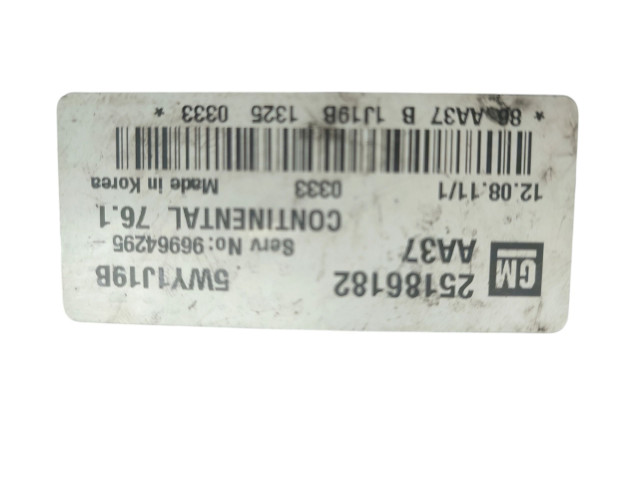 GM 25186182 5WY1J19B
AA37 Serv No: 96964295 -
CONTINENTAL 76.1
12.08.11/1 0333 Made in Korea
* 86 AA37 B 1J19B 1325 0333 *